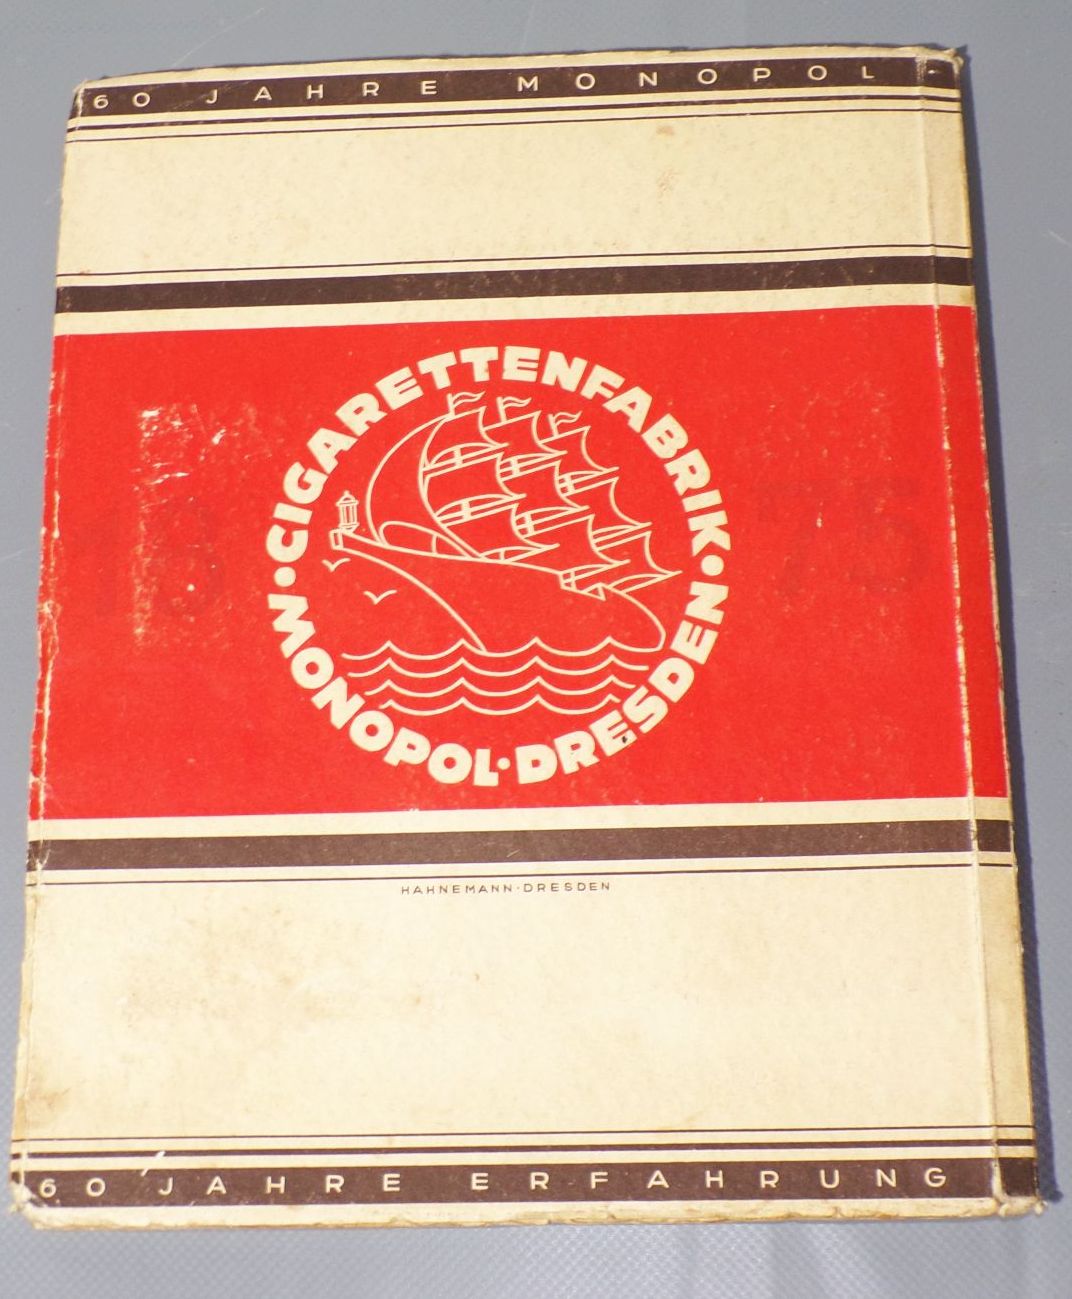 60 JAHRE MONOPOL
CIGARETTENFABRIK · MONOPOL · DRESDEN ·
HAHNEMANN·DRESDEN
60 JAHRE ERFAHRUNG